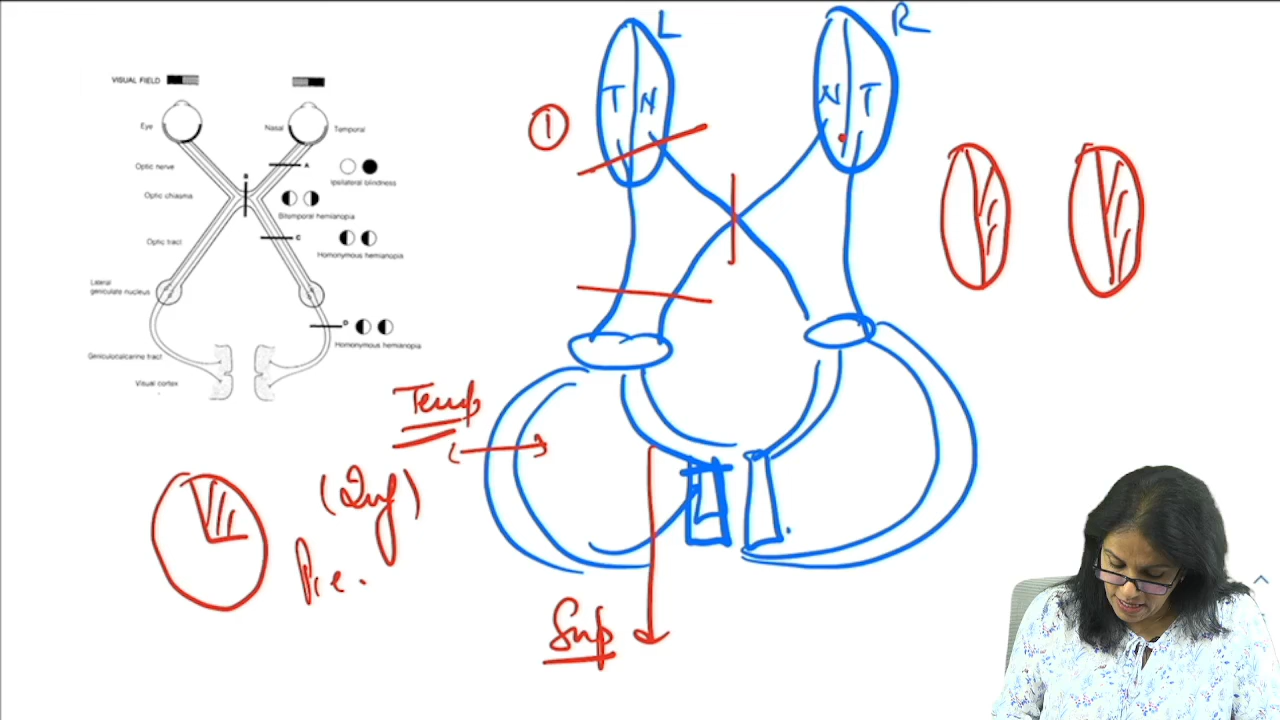 VISUAL FIELD
Eye
Nasal
Temporal
Optic nerve
A
Ipsilateral blindness
B
Optic chiasma
Bitemporal hemianopia
Optic tract
C
Homonymous hemianopia
Lateral
geniculate nucleus
D
Homonymous hemianopia
Geniculocalcarine tract
Visual cortex
L
R
T N
N T
1
Temp
(Inf)
Pie.
Sup